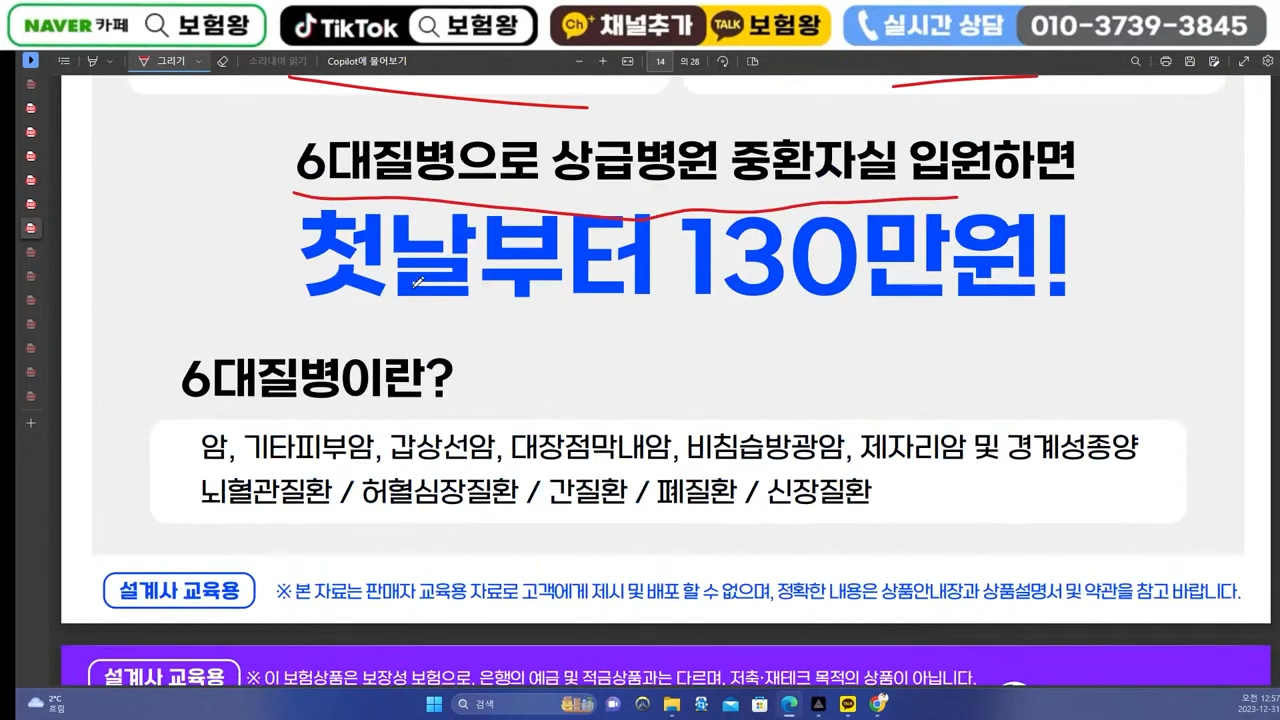 NAVER 카페 보험왕 TikTok 보험왕 Ch+ 채널추가 TALK 보험왕 실시간 상담 010-3739-3845
그리기 소리내어 읽기 Copilot에 물어보기 14 의 28
6대질병으로 상급병원 중환자실 입원하면
첫날부터 130만원!
6대질병이란?
암, 기타피부암, 갑상선암, 대장점막내암, 비침습방광암, 제자리암 및 경계성종양
뇌혈관질환 / 허혈심장질환 / 간질환 / 폐질환 / 신장질환
설계사 교육용 ※ 본 자료는 판매자 교육용 자료로 고객에게 제시 및 배포 할 수 없으며, 정확한 내용은 상품안내장과 상품설명서 및 약관을 참고 바랍니다.
설계사 교육용 ※ 이 보험상품은 보장성 보험으로, 은행의 예금 및 적금상품과는 다르며, 저축·재테크 목적의 상품이 아닙니다.
2°C
흐림
검색
오전 12:57
2023-12-31